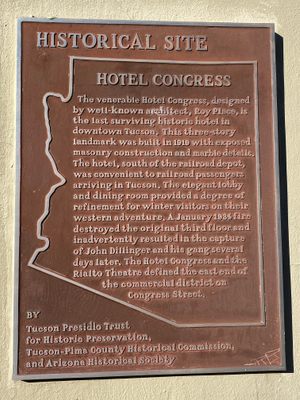 HISTORICAL SITE
HOTEL CONGRESS
The venerable Hotel Congress, designed
by well-known architect, Roy Place, is
the last surviving historic hotel in
downtown Tucson. This three-story
landmark was built in 1919 with exposed
masonry construction and marble details.
The hotel, south of the railroad depot,
was convenient to railroad passengers
arriving in Tucson. The elegant lobby
and dining room provided a degree of
refinement for winter visitors on their
western adventure. A January 1934 fire
destroyed the original third floor and
inadvertently resulted in the capture
of John Dillinger and his gang several
days later. The Hotel Congress and the
Rialto Theatre defined the east end of
the commercial district on
Congress Street.
BY
Tucson Presidio Trust
for Historic Preservation,
Tucson-Pima County Historical Commission,
and Arizona Historical Society